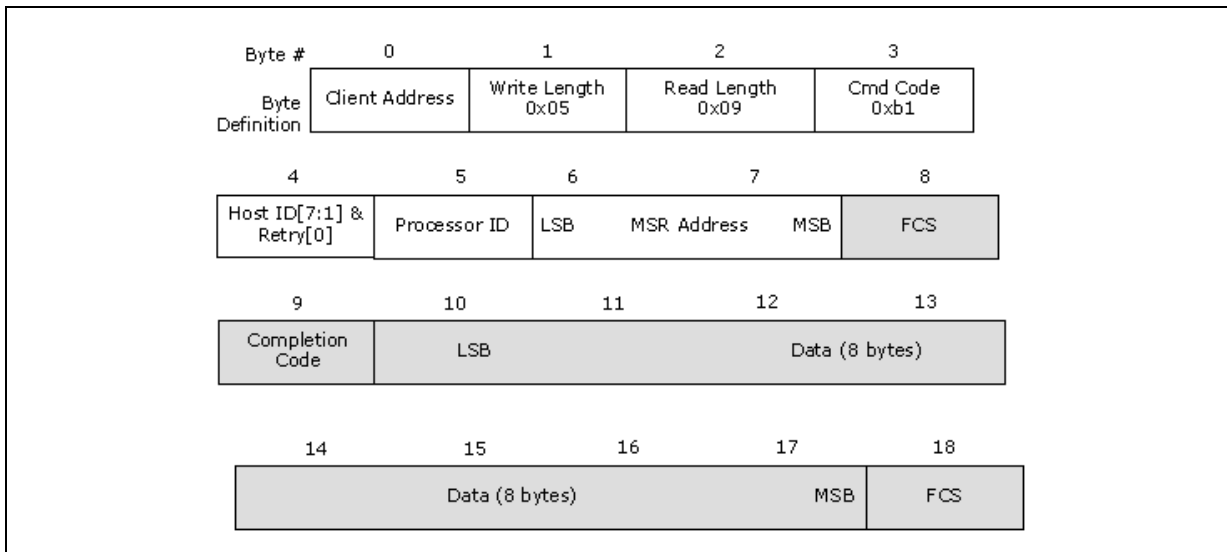 Byte # 0 1 2 3
Byte Definition
Client Address
Write Length
0x05
Read Length
0x09
Cmd Code
0xb1
4 5 6 7 8
Host ID[7:1] &
Retry[0]
Processor ID
LSB MSR Address MSB
FCS
9 10 11 12 13
Completion
Code
LSB Data (8 bytes)
14 15 16 17 18
Data (8 bytes) MSB
FCS